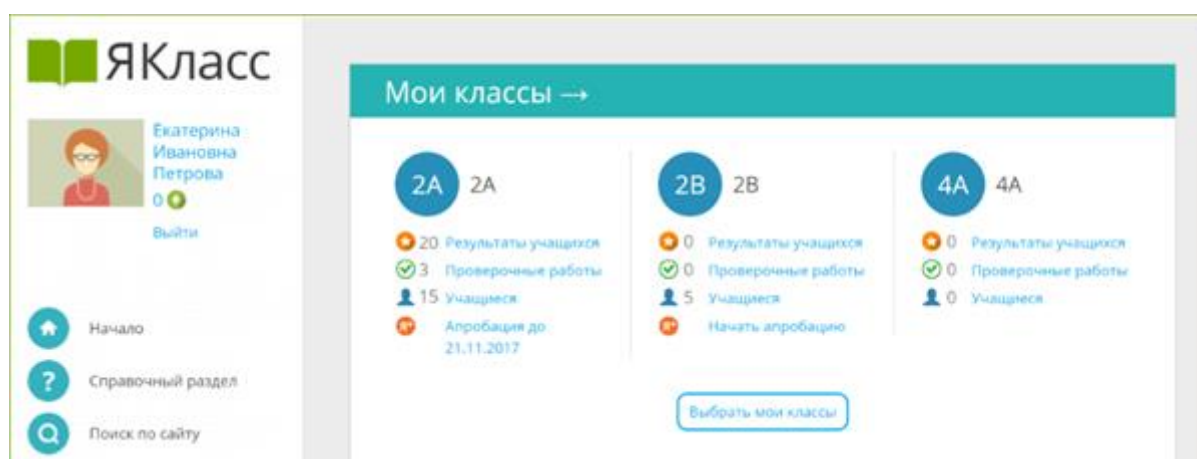 ЯКласс
Екатерина
Ивановна
Петрова
0
Выйти
Начало
Справочный раздел
Поиск по сайту
Мои классы →
2А 2А
20 Результаты учащихся
3 Проверочные работы
15 Учащиеся
Я+ Апробация до
21.11.2017
2В 2В
0 Результаты учащихся
0 Проверочные работы
5 Учащиеся
Я+ Начать апробацию
4А 4А
0 Результаты учащихся
0 Проверочные работы
0 Учащиеся
Выбрать мои классы